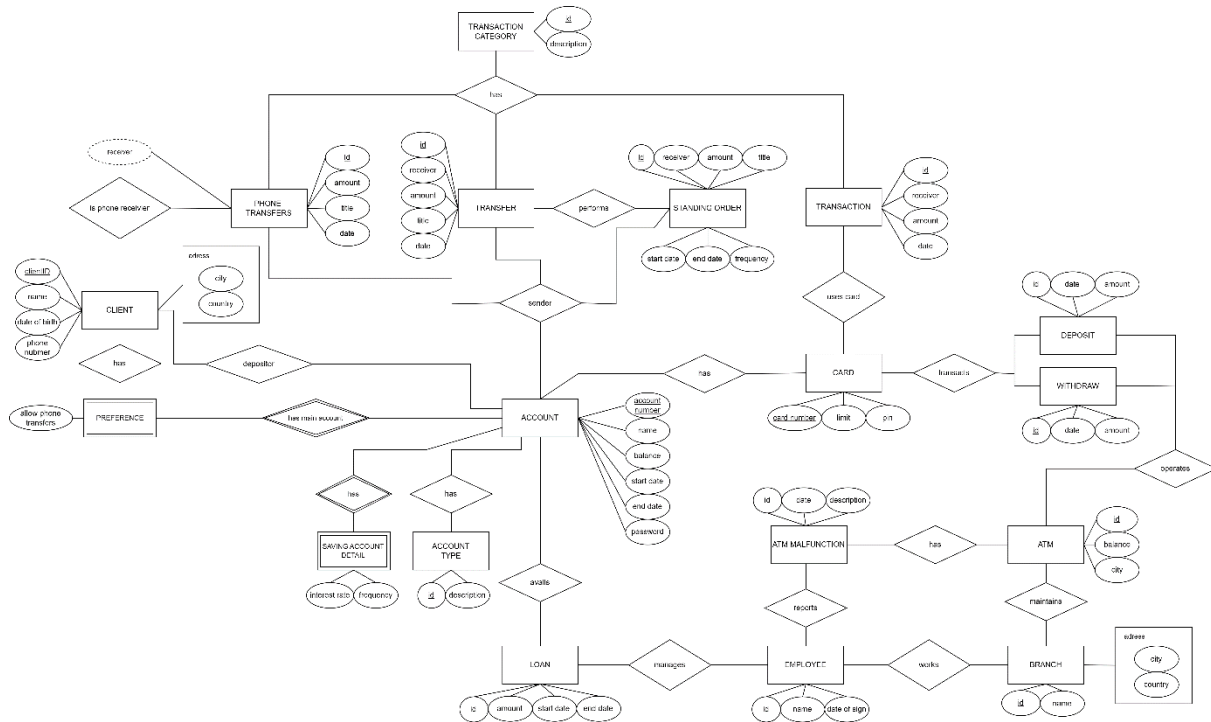 id
TRANSACTION
CATEGORY
description
has
receiver
id
amount
title
date
Is phone receivier
PHONE
TRANSFERS
id
receiver
amount
title
date
TRANSFER
performs
id
receiver
amount
title
STANDING ORDER
start date
end date
frequency
TRANSACTION
id
receiver
amount
date
clientID
name
date of birth
phone
nubmer
CLIENT
adress
city
country
sender
uses card
id
date
amount
DEPOSIT
has
depositor
has
CARD
transacts
WITHDRAW
id
date
amount
card number
limit
pin
allow phone
transfers
PREFERENCE
has main account
ACCOUNT
account
number
name
balance
start date
end date
password
operates
has
has
id
date
description
SAVING ACCOUNT
DETAIL
ACCOUNT
TYPE
ATM MALFUNCTION
has
ATM
id
balance
city
interest rate
frequency
id
description
avails
reports
maintains
LOAN
manages
EMPLOYEE
works
BRANCH
adress
city
country
id
amount
start date
end date
id
name
date of sign
id
name